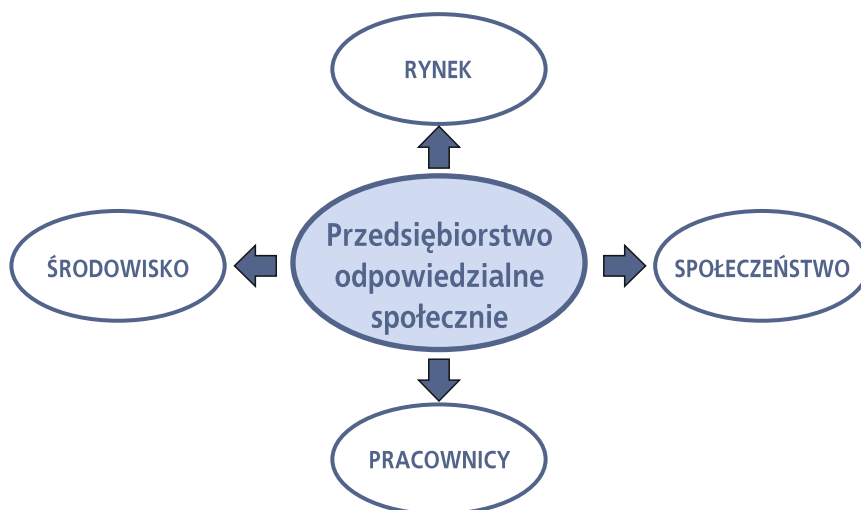 RYNEK
ŚRODOWISKO
Przedsiębiorstwo
odpowiedzialne
społecznie
SPOŁECZEŃSTWO
PRACOWNICY